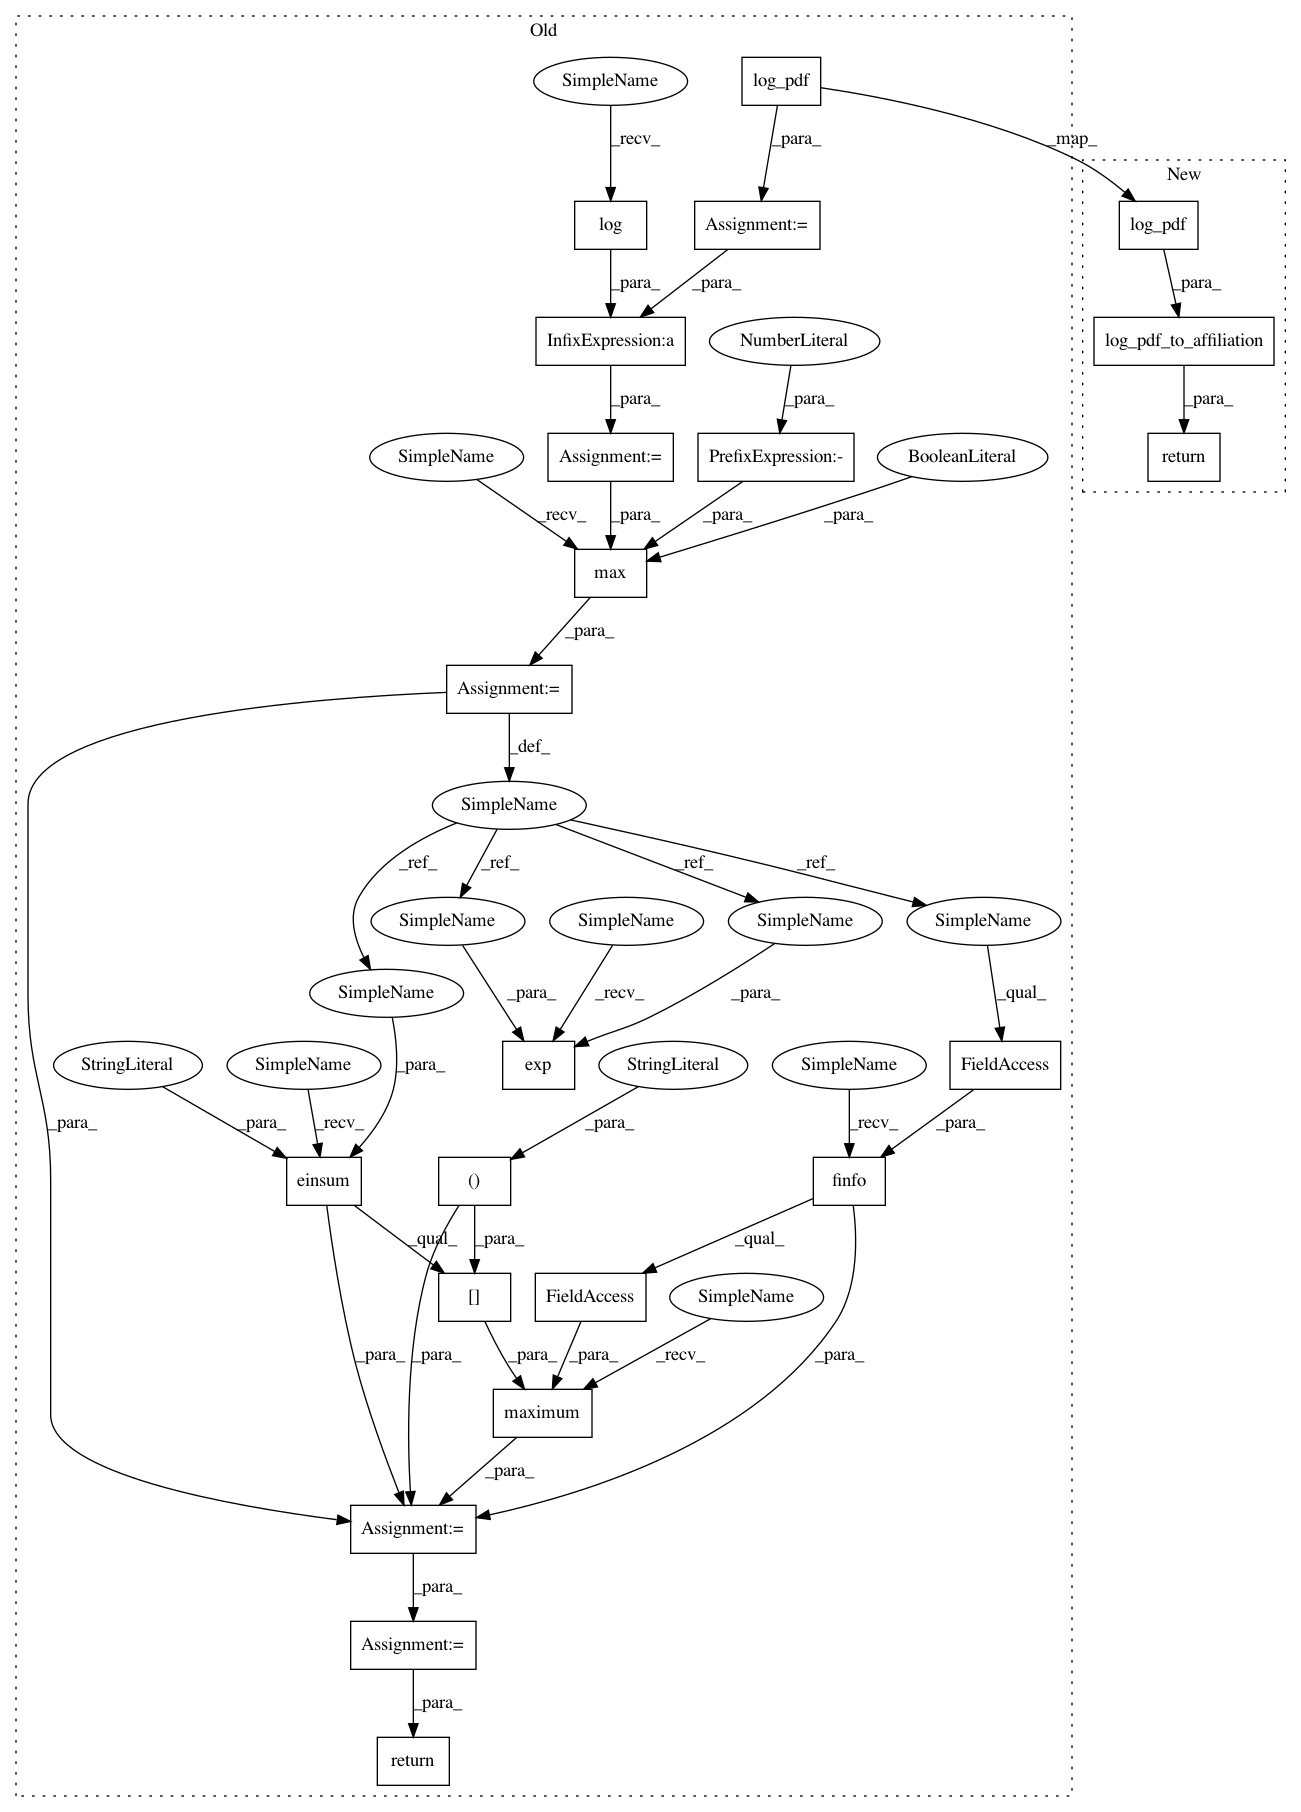 Old
SimpleName
log_pdf
_recv_
_para_
_map_
New
log
Assignment:=
log_pdf
_para_
_para_
_para_
InfixExpression:a
NumberLiteral
log_pdf_to_affiliation
_para_
_para_
_para_
SimpleName
Assignment:=
PrefixExpression:-
BooleanLiteral
return
_recv_
_para_
_para_
_para_
max
_para_
Assignment:=
_def_
SimpleName
_ref_
_ref_
_ref_
_ref_
SimpleName
SimpleName
SimpleName
SimpleName
SimpleName
_para_
_recv_
_para_
_qual_
StringLiteral
SimpleName
exp
StringLiteral
SimpleName
FieldAccess
_para_
_para_
_para_
_recv_
_para_
_recv_
_para_
einsum
()
finfo
_qual_
_para_
_qual_
[]
FieldAccess
SimpleName
_para_
_para_
_para_
_para_
_recv_
_para_
maximum
_para_
Assignment:=
_para_
Assignment:=
_para_
return